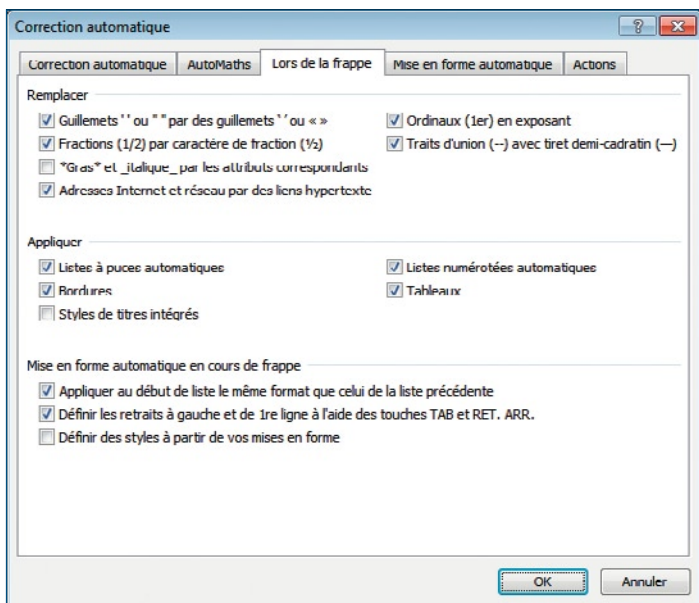 Correction automatique
Correction automatique AutoMaths Lors de la frappe Mise en forme automatique Actions
Remplacer
Guillemets ' ' ou " " par des guillemets ‘ ’ ou « » Ordinaux (1er) en exposant
Fractions (1/2) par caractère de fraction (½) Traits d'union (--) avec tiret demi-cadratin (—)
*Gras* et _italique_ par les attributs correspondants
Adresses Internet et réseau par des liens hypertexte
Appliquer
Listes à puces automatiques Listes numérotées automatiques
Bordures Tableaux
Styles de titres intégrés
Mise en forme automatique en cours de frappe
Appliquer au début de liste le même format que celui de la liste précédente
Définir les retraits à gauche et de 1re ligne à l'aide des touches TAB et RET. ARR.
Définir des styles à partir de vos mises en forme
OK Annuler